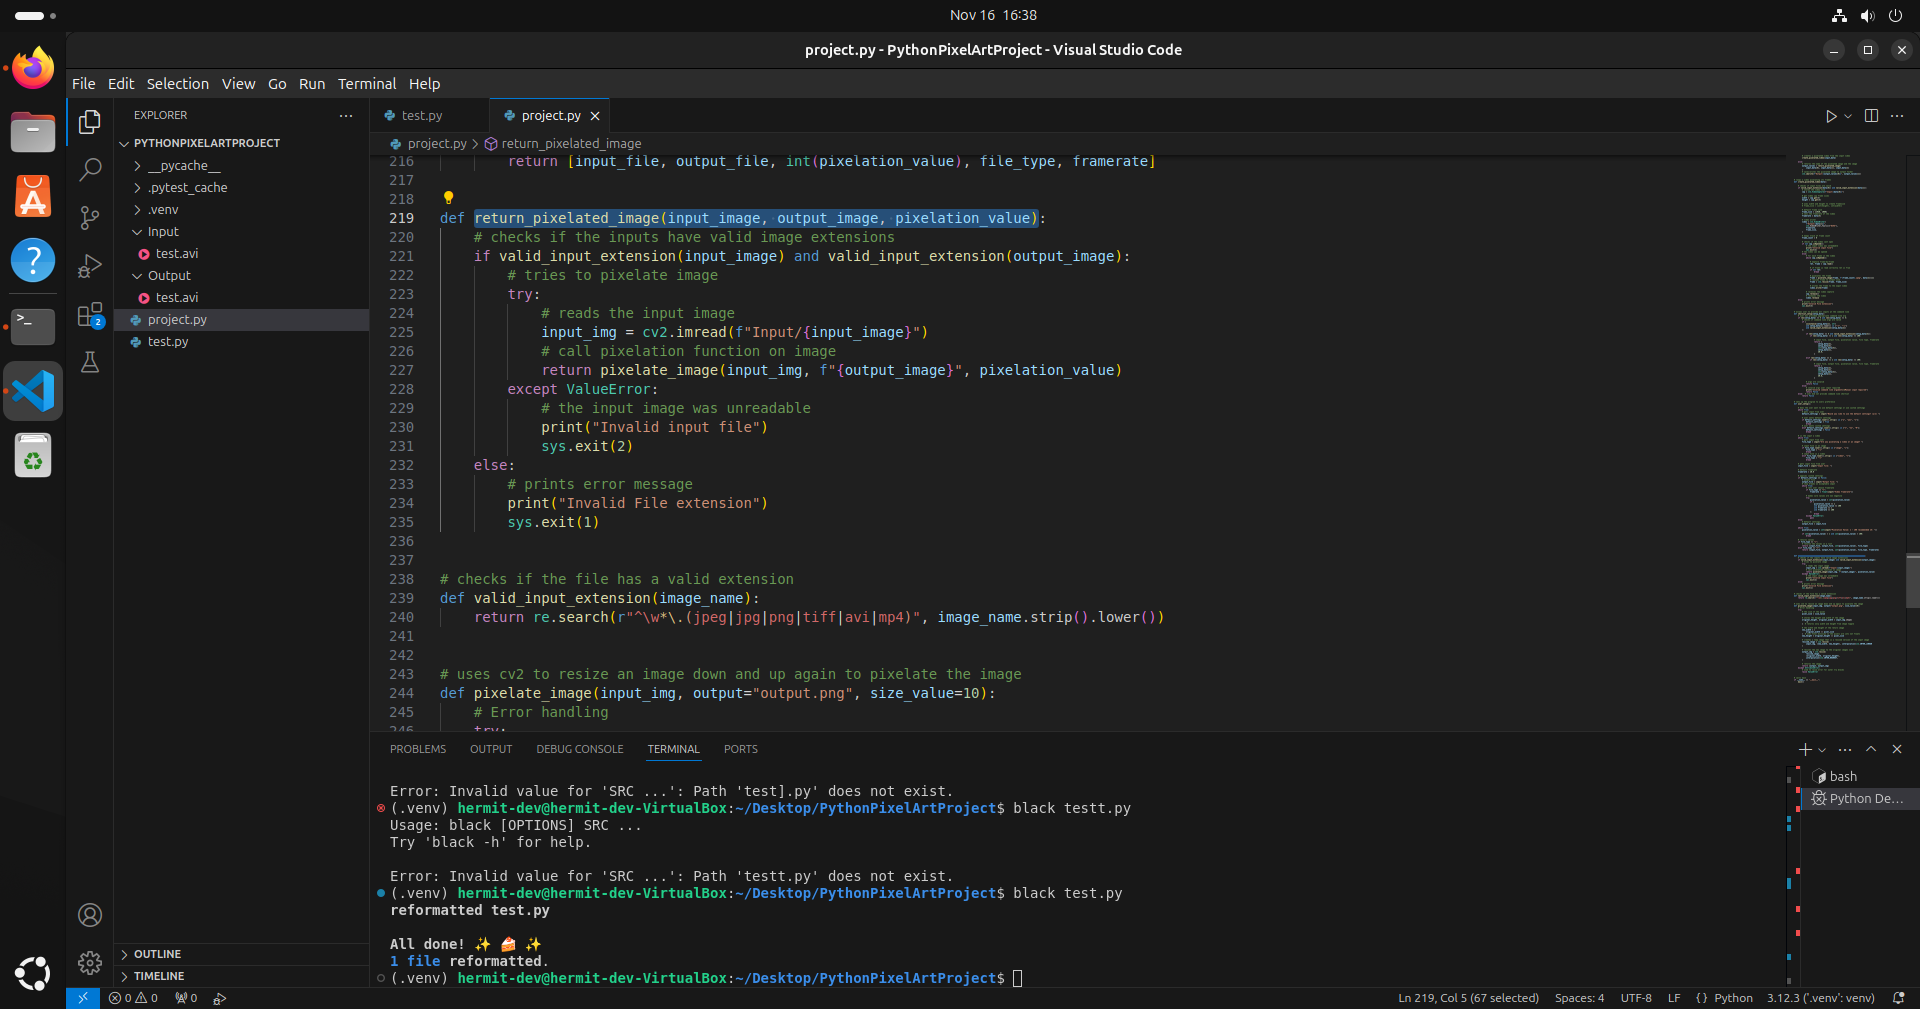 Nov 16 16:38
project.py - PythonPixelArtProject - Visual Studio Code
File Edit Selection View Go Run Terminal Help
EXPLORER
PYTHONPIXELARTPROJECT
__pycache__
.pytest_cache
.venv
Input
test.avi
Output
test.avi
project.py
test.py
OUTLINE
TIMELINE
2
test.py
project.py
project.py > return_pixelated_image
216 return [input_file, output_file, int(pixelation_value), file_type, framerate]
217
218
219 def return_pixelated_image(input_image, output_image, pixelation_value):
220 # checks if the inputs have valid image extensions
221 if valid_input_extension(input_image) and valid_input_extension(output_image):
222 # tries to pixelate image
223 try:
224 # reads the input image
225 input_img = cv2.imread(f"Input/{input_image}")
226 # call pixelation function on image
227 return pixelate_image(input_img, f"{output_image}", pixelation_value)
228 except ValueError:
229 # the input image was unreadable
230 print("Invalid input file")
231 sys.exit(2)
232 else:
233 # prints error message
234 print("Invalid File extension")
235 sys.exit(1)
236
237
238 # checks if the file has a valid extension
239 def valid_input_extension(image_name):
240 return re.search(r"^\w*\.(jpeg|jpg|png|tiff|avi|mp4)", image_name.strip().lower())
241
242
243 # uses cv2 to resize an image down and up again to pixelate the image
244 def pixelate_image(input_img, output="output.png", size_value=10):
245 # Error handling
246 try:
PROBLEMS OUTPUT DEBUG CONSOLE TERMINAL PORTS
Error: Invalid value for 'SRC ...': Path 'test].py' does not exist.
(.venv) hermit-dev@hermit-dev-VirtualBox:~/Desktop/PythonPixelArtProject$ black testt.py
Usage: black [OPTIONS] SRC ...
Try 'black -h' for help.
Error: Invalid value for 'SRC ...': Path 'testt.py' does not exist.
(.venv) hermit-dev@hermit-dev-VirtualBox:~/Desktop/PythonPixelArtProject$ black test.py
reformatted test.py
All done! ✨ 🍰 ✨
1 file reformatted.
(.venv) hermit-dev@hermit-dev-VirtualBox:~/Desktop/PythonPixelArtProject$
bash
Python De...
0 0 0
Ln 219, Col 5 (67 selected) Spaces: 4 UTF-8 LF {} Python 3.12.3 ('.venv': venv)